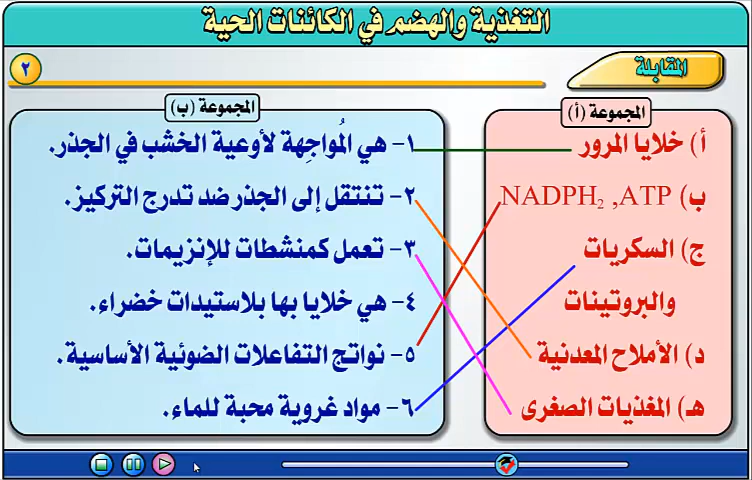 التغذية والهضم في الكائنات الحية
المقابلة
٢
المجموعة (أ)
أ) خلايا المرور
ب) NADPH₂ ,ATP
ج) السكريات
والبروتينات
د) الأملاح المعدنية
هـ) المغذيات الصغرى
المجموعة (ب)
١- هي المُواجِهة لأوعية الخشب في الجذر.
٢- تنتقل إلى الجذر ضد تدرج التركيز.
٣- تعمل كمنشطات للإنزيمات.
٤- هي خلايا بها بلاستيدات خضراء.
٥- نواتج التفاعلات الضوئية الأساسية.
٦- مواد غروية محبة للماء.